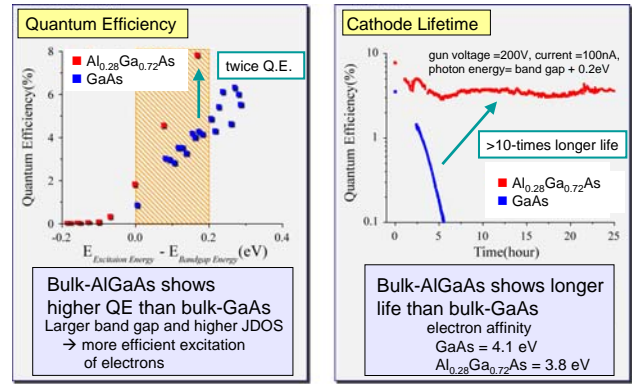 Quantum Efficiency
Al0.28Ga0.72As
GaAs
twice Q.E.
Quantum Efficiency(%)
8
6
4
2
0
-0.2 0.0 0.2 0.4
E Excitaion Energy - E Bandgap Energy (eV)
Bulk-AlGaAs shows
higher QE than bulk-GaAs
Larger band gap and higher JDOS
→ more efficient excitation
of electrons
Cathode Lifetime
gun voltage =200V, current =100nA,
photon energy= band gap + 0.2eV
Quantum Efficiency(%)
10
1
0.1
>10-times longer life
Al0.28Ga0.72As
GaAs
0 5 10 15 20 25
Time(hour)
Bulk-AlGaAs shows longer
life than bulk-GaAs
electron affinity
GaAs = 4.1 eV
Al0.28Ga0.72As = 3.8 eV